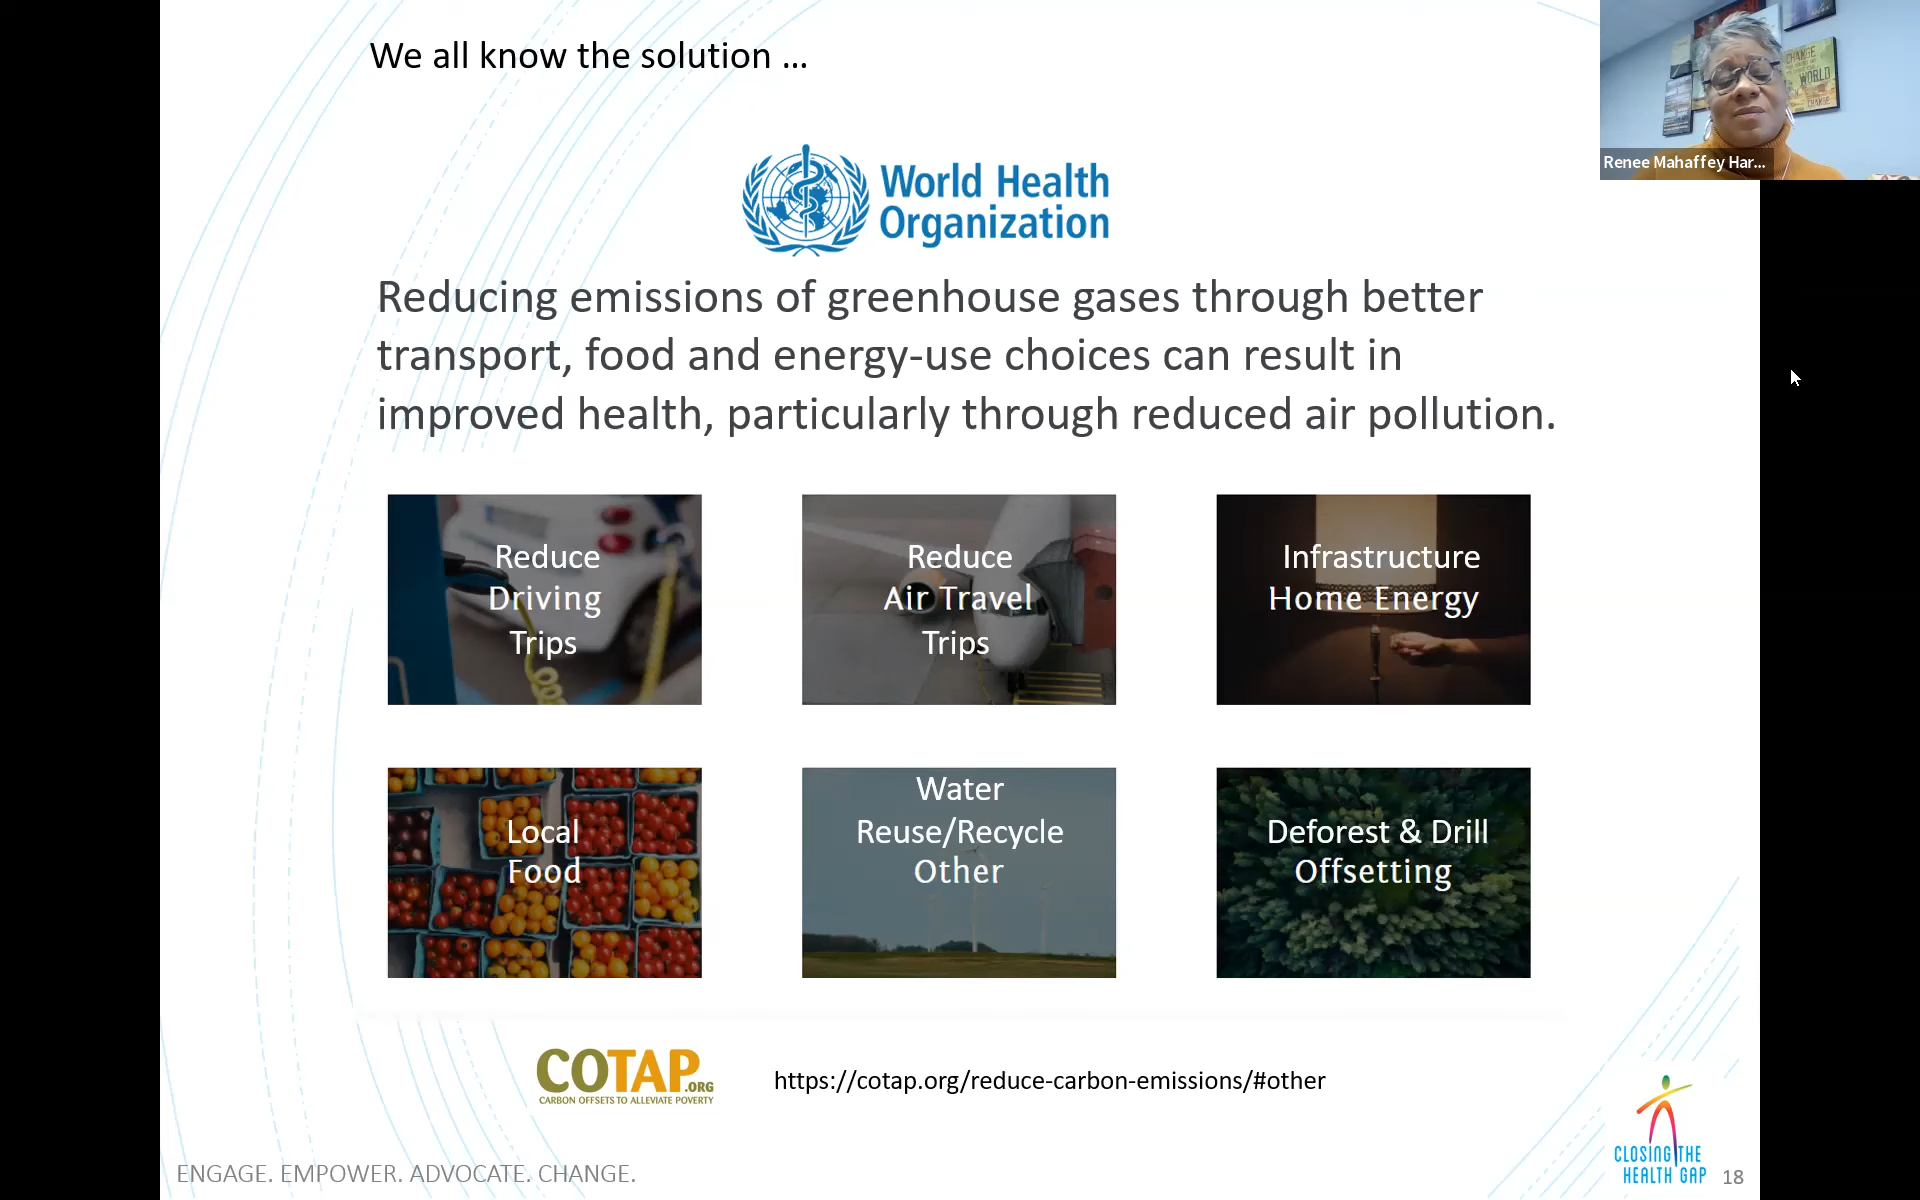 We all know the solution ...
CHANGE
WORLD
CHANGE
Renee Mahaffey Har...
World Health
Organization
Reducing emissions of greenhouse gases through better
transport, food and energy-use choices can result in
improved health, particularly through reduced air pollution.
Reduce
Driving
Trips
Reduce
Air Travel
Trips
Infrastructure
Home Energy
Local
Food
Water
Reuse/Recycle
Other
Deforest & Drill
Offsetting
COTAP.ORG
CARBON OFFSETS TO ALLEVIATE POVERTY
https://cotap.org/reduce-carbon-emissions/#other
CLOSING THE
HEALTH GAP
ENGAGE. EMPOWER. ADVOCATE. CHANGE.
18